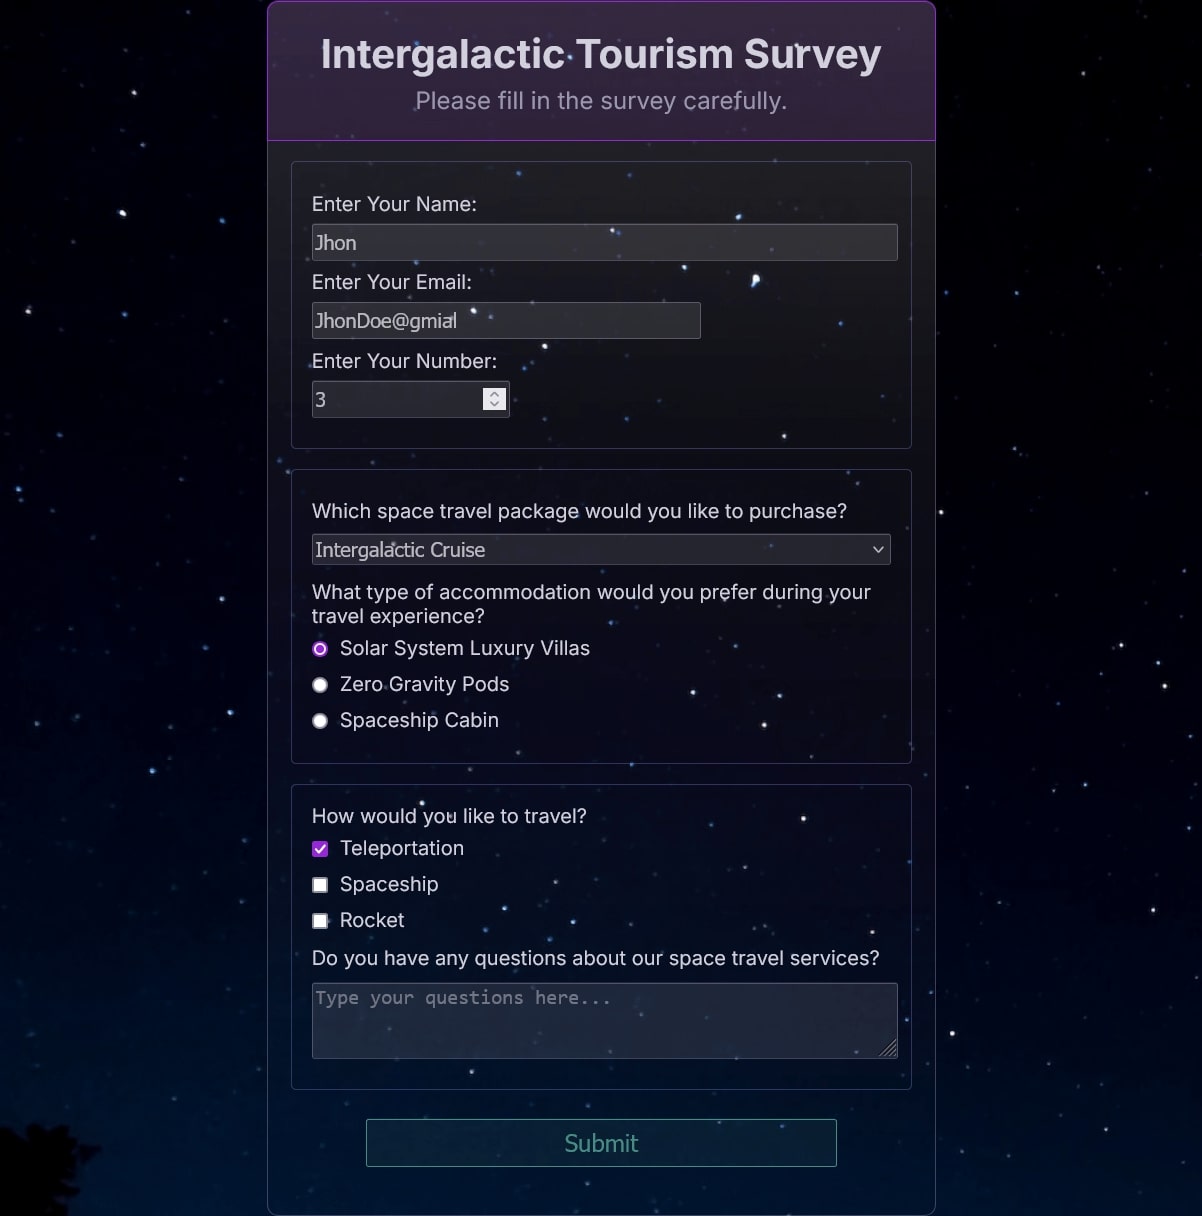 Intergalactic Tourism Survey
Please fill in the survey carefully.
Enter Your Name:
Jhon
Enter Your Email:
JhonDoe@gmial
Enter Your Number:
3
Which space travel package would you like to purchase?
Intergalactic Cruise
What type of accommodation would you prefer during your
travel experience?
Solar System Luxury Villas
Zero Gravity Pods
Spaceship Cabin
How would you like to travel?
Teleportation
Spaceship
Rocket
Do you have any questions about our space travel services?
Type your questions here...
Submit